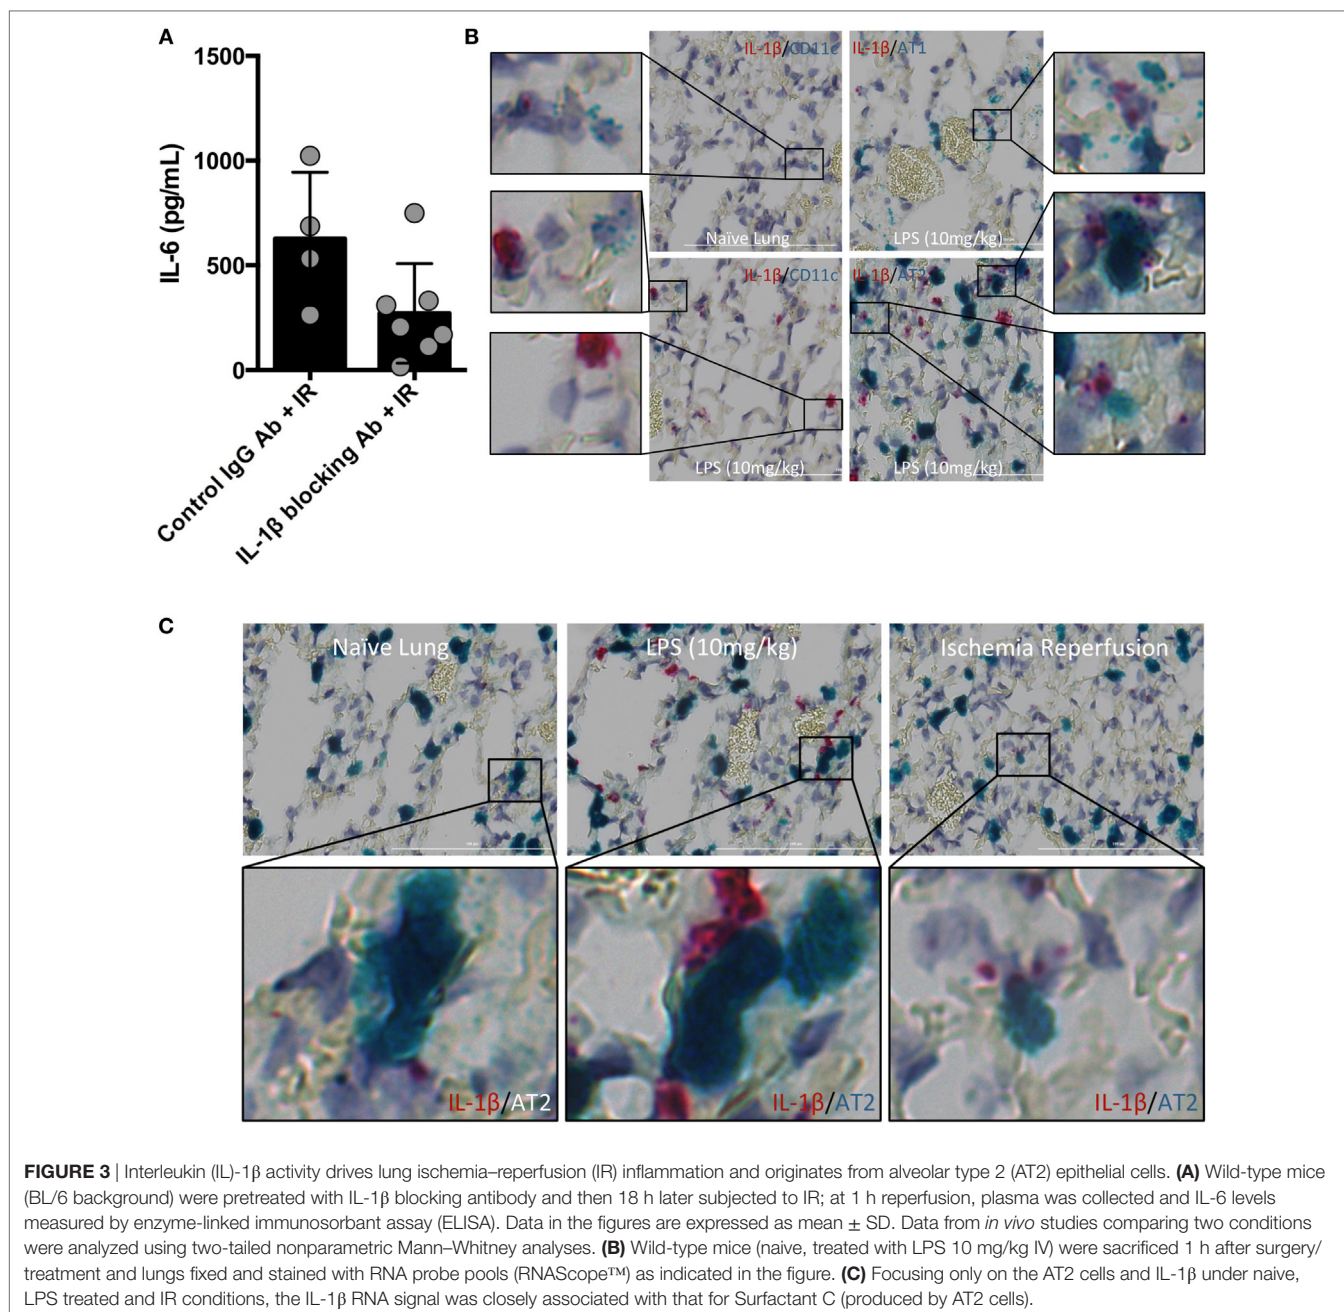 A
1500
1000
500
0
IL-6 (pg/mL)
Control IgG Ab + IR
IL-1β blocking Ab + IR
B
IL-1β/CD11c
Naïve Lung
IL-1β/AT1
LPS (10mg/kg)
IL-1β/CD11c
LPS (10mg/kg)
IL-1β/AT2
LPS (10mg/kg)
C
Naïve Lung
LPS (10mg/kg)
Ischemia Reperfusion
IL-1β/AT2
IL-1β/AT2
IL-1β/AT2
FIGURE 3 | Interleukin (IL)-1β activity drives lung ischemia–reperfusion (IR) inflammation and originates from alveolar type 2 (AT2) epithelial cells. (A) Wild-type mice
(BL/6 background) were pretreated with IL-1β blocking antibody and then 18 h later subjected to IR; at 1 h reperfusion, plasma was collected and IL-6 levels
measured by enzyme-linked immunosorbant assay (ELISA). Data in the figures are expressed as mean ± SD. Data from in vivo studies comparing two conditions
were analyzed using two-tailed nonparametric Mann–Whitney analyses. (B) Wild-type mice (naive, treated with LPS 10 mg/kg IV) were sacrificed 1 h after surgery/
treatment and lungs fixed and stained with RNA probe pools (RNAScope™) as indicated in the figure. (C) Focusing only on the AT2 cells and IL-1β under naive,
LPS treated and IR conditions, the IL-1β RNA signal was closely associated with that for Surfactant C (produced by AT2 cells).